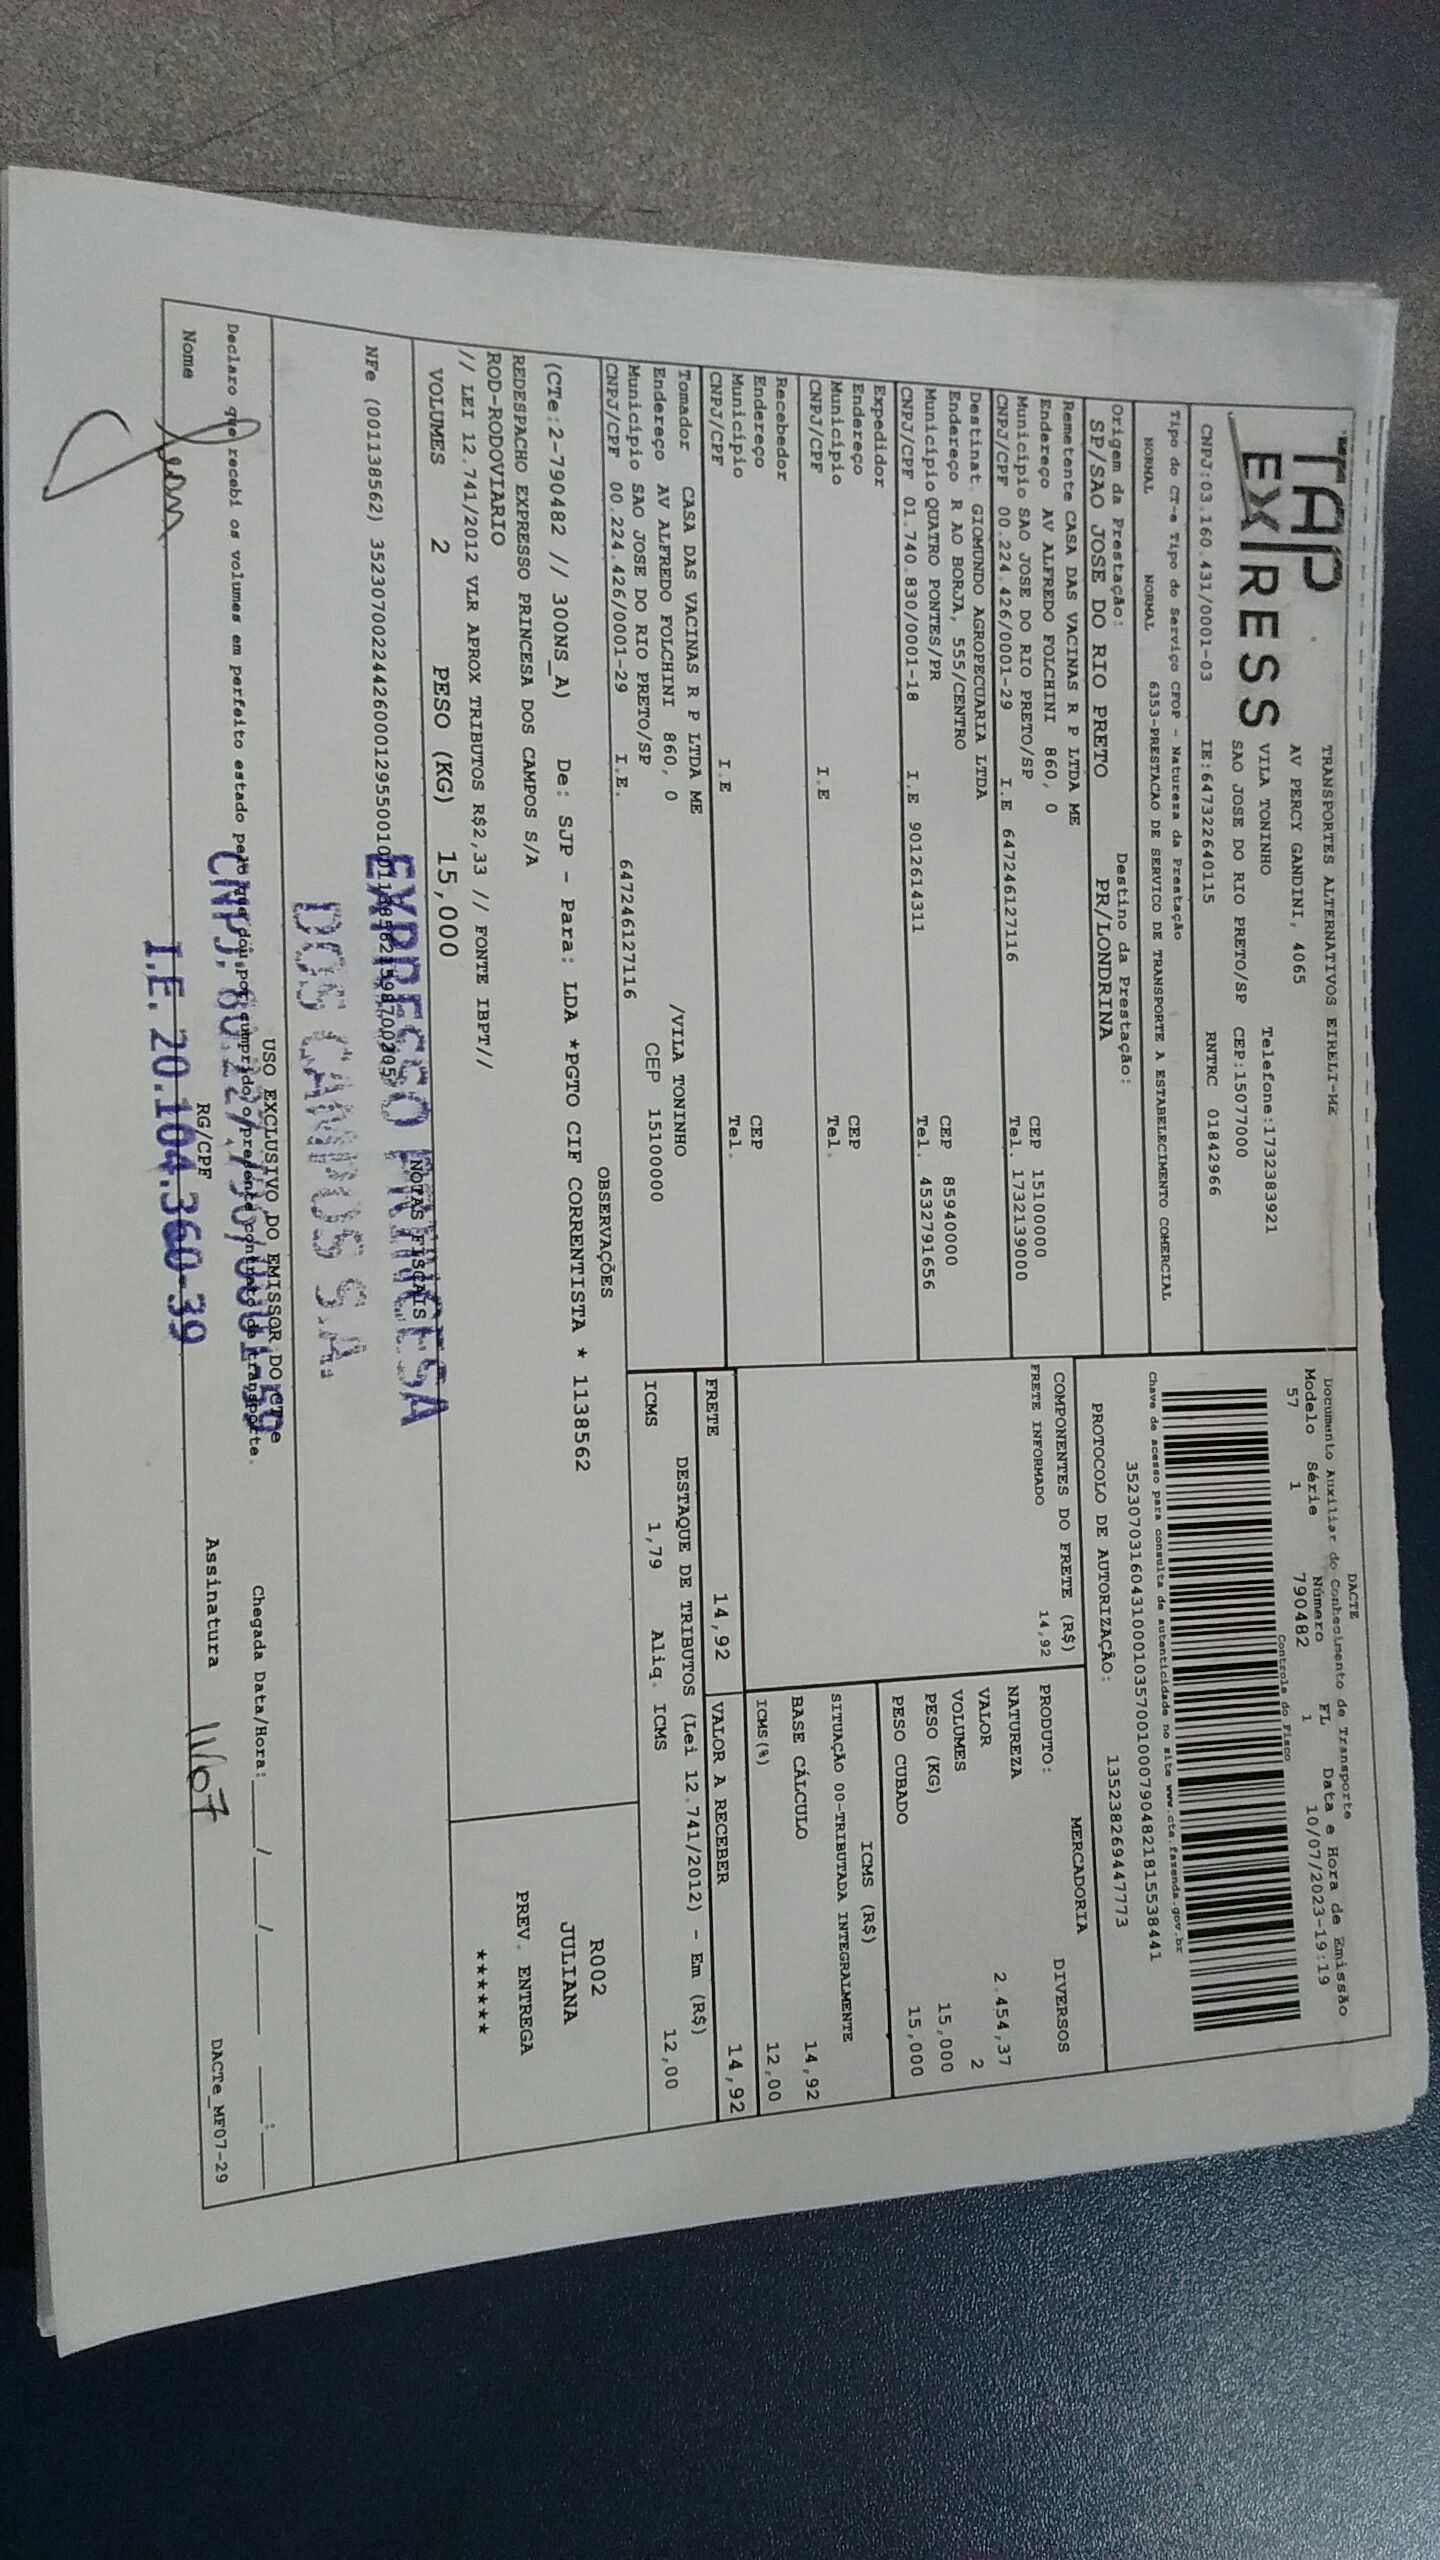 TAP
EXPRESS
TRANSPORTES ALTERNATIVOS EIRELI-ME
AV PERCY GANDINI, 4065
VILA TONINHO Telefone:1732383921
SAO JOSE DO RIO PRETO/SP CEP:15077000
CNPJ:03.160.431/0001-03 IE:647322640115 RNTRC 01842966
DACTE
Documento Auxiliar do Conhecimento de Transporte
Modelo Série Número FL Data e Hora de Emissão
57 1 790482 1 10/07/2023-19:19
Controle do Fisco
Chave de acesso para consulta de autenticidade no site www.cte.fazenda.gov.br
35230703160431000103570010007904821815538441
PROTOCOLO DE AUTORIZAÇÃO: 135238269447773
Tipo do CT-e Tipo do Serviço CFOP - Natureza da Prestação
NORMAL NORMAL 6353-PRESTACAO DE SERVICO DE TRANSPORTE A ESTABELECIMENTO COMERCIAL
Origem da Prestação: Destino da Prestação:
SP/SAO JOSE DO RIO PRETO PR/LONDRINA
Remetente CASA DAS VACINAS R P LTDA ME
Endereço AV ALFREDO FOLCHINI 860, 0 CEP 15100000
Município SAO JOSE DO RIO PRETO/SP Tel. 1732139000
CNPJ/CPF 00.224.426/0001-29 I.E 647246127116
Destinat. GIOMUNDO AGROPECUARIA LTDA
Endereço R AO BORJA, 555/CENTRO CEP 85940000
Município QUATRO PONTES/PR Tel. 4532791656
CNPJ/CPF 01.740.830/0001-18 I.E 9012614311
Expedidor
Endereço CEP
Município Tel.
CNPJ/CPF I.E
Recebedor
Endereço CEP
Município Tel.
CNPJ/CPF I.E
Tomador CASA DAS VACINAS R P LTDA ME
Endereço AV ALFREDO FOLCHINI 860, 0 /VILA TONINHO
Município SAO JOSE DO RIO PRETO/SP CEP 15100000
CNPJ/CPF 00.224.426/0001-29 I.E. 647246127116
COMPONENTES DO FRETE (R$)
FRETE INFORMADO 14,92
MERCADORIA
PRODUTO: DIVERSOS
NATUREZA
VALOR 2.454,37
VOLUMES 2
PESO (KG) 15,000
PESO CUBADO 15,000
ICMS (R$)
SITUAÇÃO 00-TRIBUTADA INTEGRALMENTE
BASE CÁLCULO 14,92
ICMS(%) 12,00
FRETE 14,92 VALOR A RECEBER 14,92
DESTAQUE DE TRIBUTOS (Lei 12.741/2012) - Em (R$)
ICMS 1,79 Aliq. ICMS 12,00
OBSERVAÇÕES
(CTe:2-790482 // 300NS_A) De: SJP - Para: LDA *PGTO CIF CORRENTISTA * 1138562
REDESPACHO EXPRESSO PRINCESA DOS CAMPOS S/A
ROD-RODOVIARIO
// LEI 12.741/2012 VLR APROX TRIBUTOS R$2,33 // FONTE IBPT//
R002
JULIANA
PREV. ENTREGA
******
VOLUMES 2 PESO (KG) 15,000 NOTAS FISCAIS
NFe (001138562)
EXPRESSO PRINCESA
DOS CAMPOS S.A.
USO EXCLUSIVO DO EMISSOR DO CTe
Declaro que recebi os volumes em perfeito estado pelo que dou por cumprido o presente contrato de transporte.
Chegada Data/Hora: ____/____/____ ____:____
Nome RG/CPF Assinatura 11/07
I.E. 20.104.360-39
DACTe_MF07-29